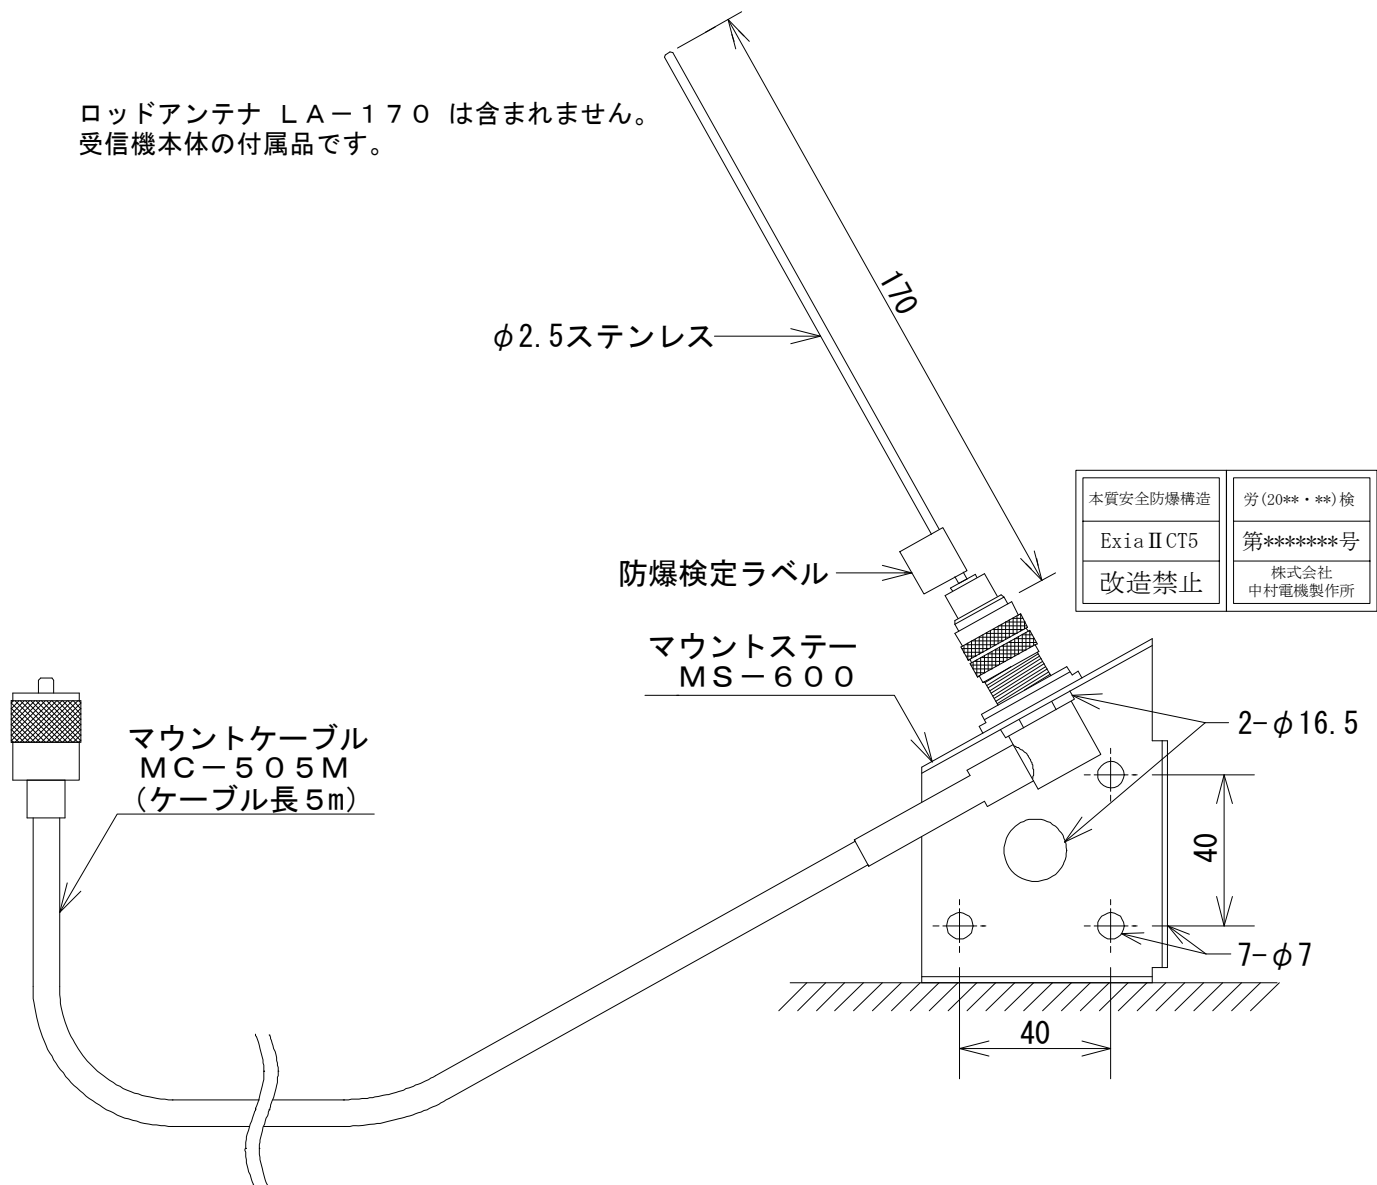 ロッドアンテナ ＬＡ－１７０ は含まれません。
受信機本体の付属品です。
170
φ2.5ステンレス
本質安全防爆構造
労(20**・**)検
ExiaⅡCT5
第*******号
改造禁止
株式会社
中村電機製作所
防爆検定ラベル
マウントステー
ＭＳ－６００
2-φ16.5
マウントケーブル
ＭＣ－５０５Ｍ
（ケーブル長５m）
40
7-φ7
40